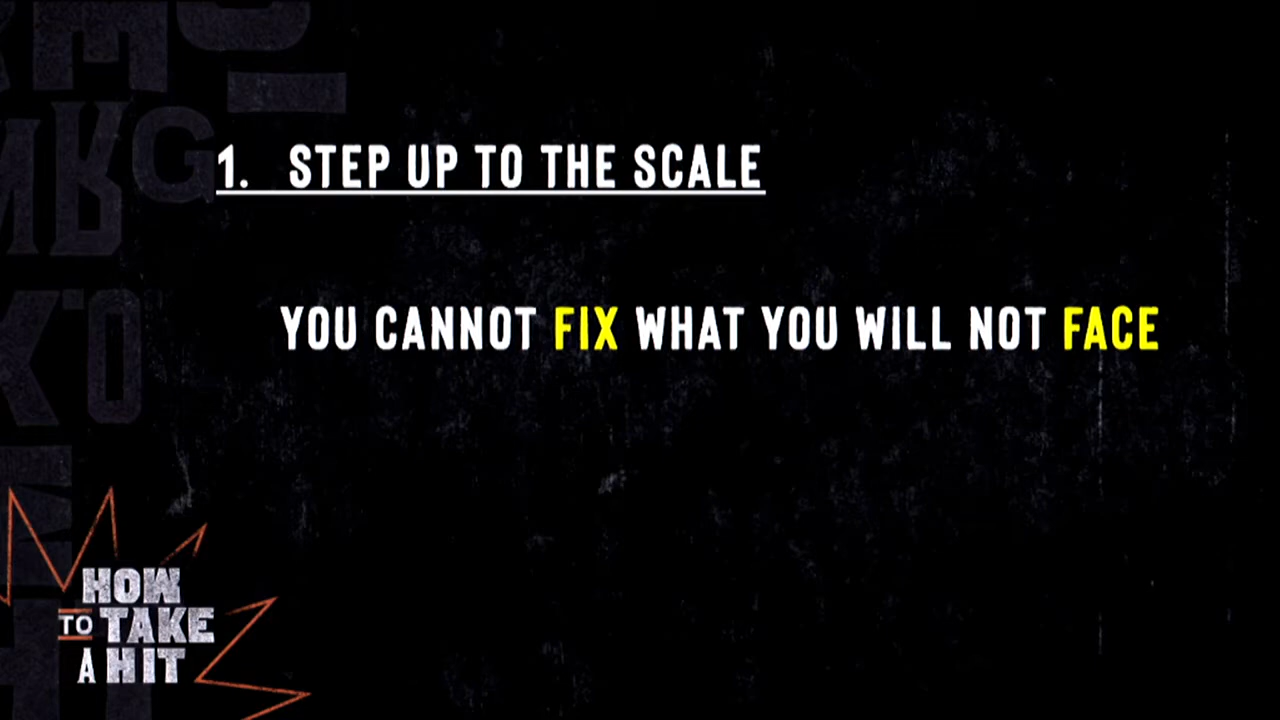 1. STEP UP TO THE SCALE
YOU CANNOT FIX WHAT YOU WILL NOT FACE
HOW
TO TAKE
A HIT